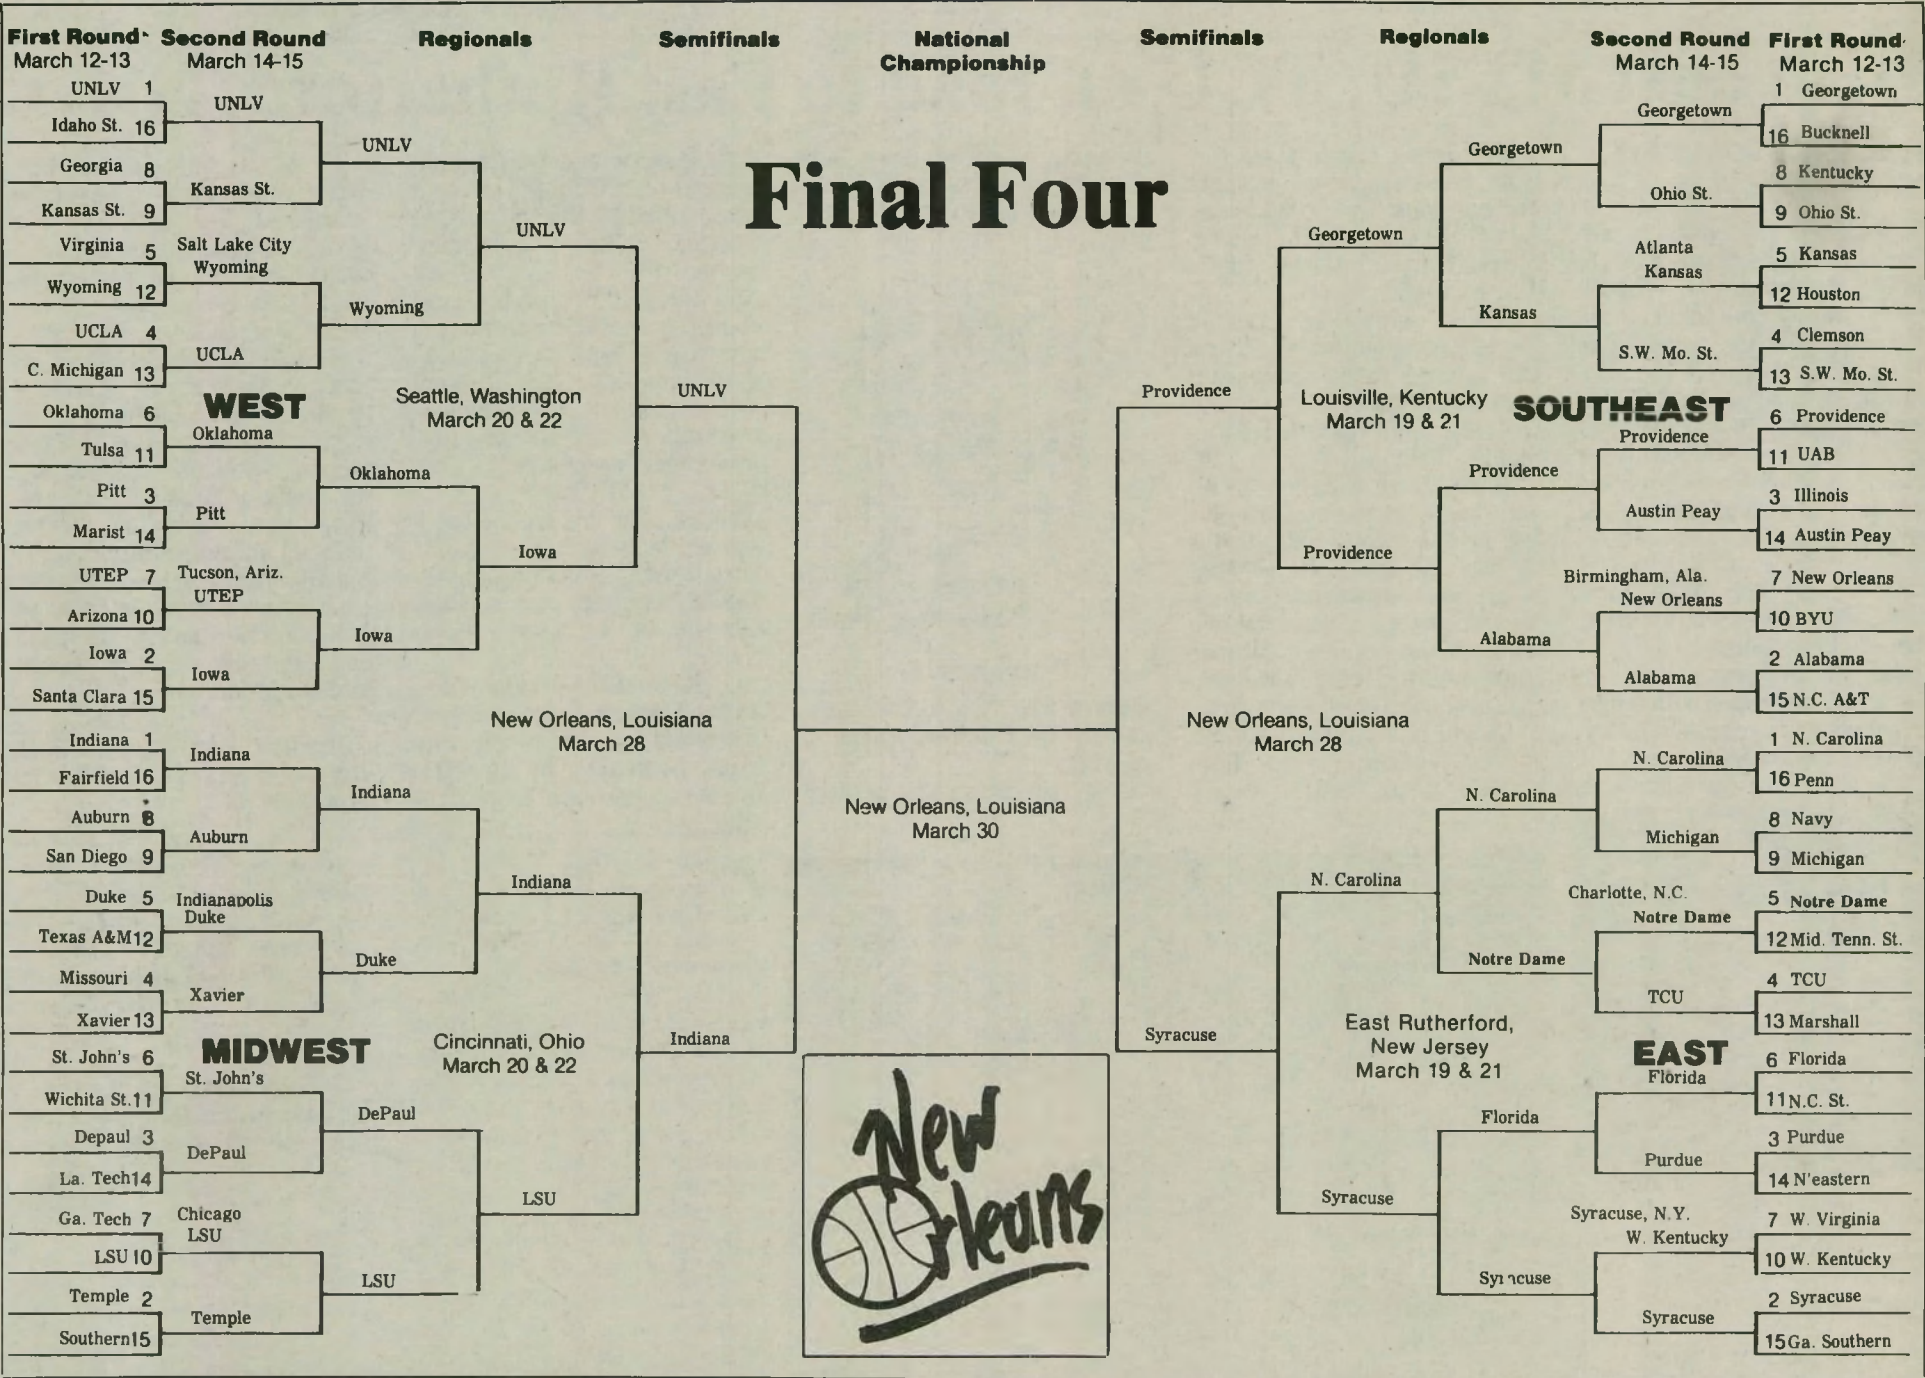 First Round
March 12-13
Second Round
March 14-15
Regionals
Semifinals
National
Championship
Semifinals
Regionals
Second Round
March 14-15
First Round
March 12-13
Final Four
UNLV 1
Idaho St. 16
Georgia 8
Kansas St. 9
Virginia 5
Wyoming 12
UCLA 4
C. Michigan 13
Oklahoma 6
Tulsa 11
Pitt 3
Marist 14
UTEP 7
Arizona 10
Iowa 2
Santa Clara 15
Indiana 1
Fairfield 16
Auburn 8
San Diego 9
Duke 5
Texas A&M 12
Missouri 4
Xavier 13
St. John's 6
Wichita St. 11
Depaul 3
La. Tech 14
Ga. Tech 7
LSU 10
Temple 2
Southern 15
UNLV
Kansas St.
Salt Lake City
Wyoming
UCLA
WEST
Oklahoma
Pitt
Tucson, Ariz.
UTEP
Iowa
Indiana
Auburn
Indianapolis
Duke
Xavier
MIDWEST
St. John's
DePaul
Chicago
LSU
Temple
UNLV
Wyoming
Seattle, Washington
March 20 & 22
Oklahoma
Iowa
Indiana
Duke
Cincinnati, Ohio
March 20 & 22
DePaul
LSU
UNLV
Iowa
New Orleans, Louisiana
March 28
Indiana
LSU
UNLV
Indiana
New Orleans, Louisiana
March 30
New Orleans
Providence
Syracuse
Georgetown
Providence
New Orleans, Louisiana
March 28
N. Carolina
Syracuse
Georgetown
Kansas
Louisville, Kentucky
March 19 & 21
Providence
Alabama
N. Carolina
Notre Dame
East Rutherford,
New Jersey
March 19 & 21
Florida
Syracuse
Georgetown
Ohio St.
Atlanta
Kansas
S.W. Mo. St.
SOUTHEAST
Providence
Austin Peay
Birmingham, Ala.
New Orleans
Alabama
N. Carolina
Michigan
Charlotte, N.C.
Notre Dame
TCU
EAST
Florida
Purdue
Syracuse, N.Y.
W. Kentucky
Syracuse
1 Georgetown
16 Bucknell
8 Kentucky
9 Ohio St.
5 Kansas
12 Houston
4 Clemson
13 S.W. Mo. St.
6 Providence
11 UAB
3 Illinois
14 Austin Peay
7 New Orleans
10 BYU
2 Alabama
15 N.C. A&T
1 N. Carolina
16 Penn
8 Navy
9 Michigan
5 Notre Dame
12 Mid. Tenn. St.
4 TCU
13 Marshall
6 Florida
11 N.C. St.
3 Purdue
14 N'eastern
7 W. Virginia
10 W. Kentucky
2 Syracuse
15 Ga. Southern